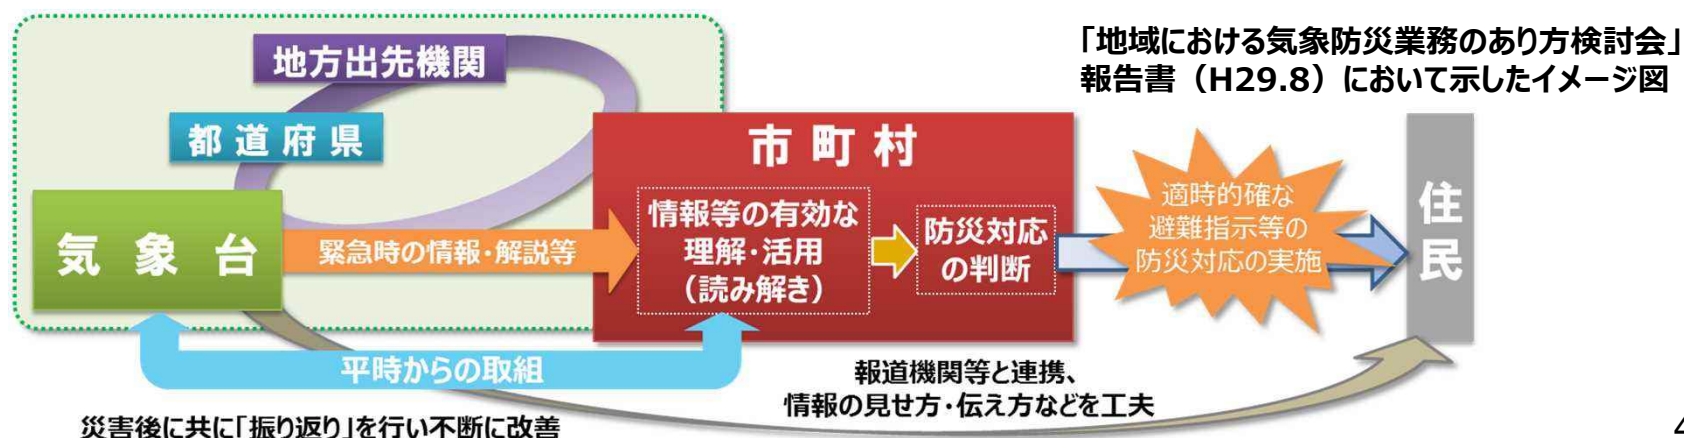 「地域における気象防災業務のあり方検討会」
報告書（H29.8）において示したイメージ図
地方出先機関
都道府県
気象台
緊急時の情報・解説等
市町村
情報等の有効な
理解・活用
（読み解き）
防災対応
の判断
適時的確な
避難指示等の
防災対応の実施
住民
平時からの取組
報道機関等と連携、
情報の見せ方・伝え方などを工夫
災害後に共に「振り返り」を行い不断に改善